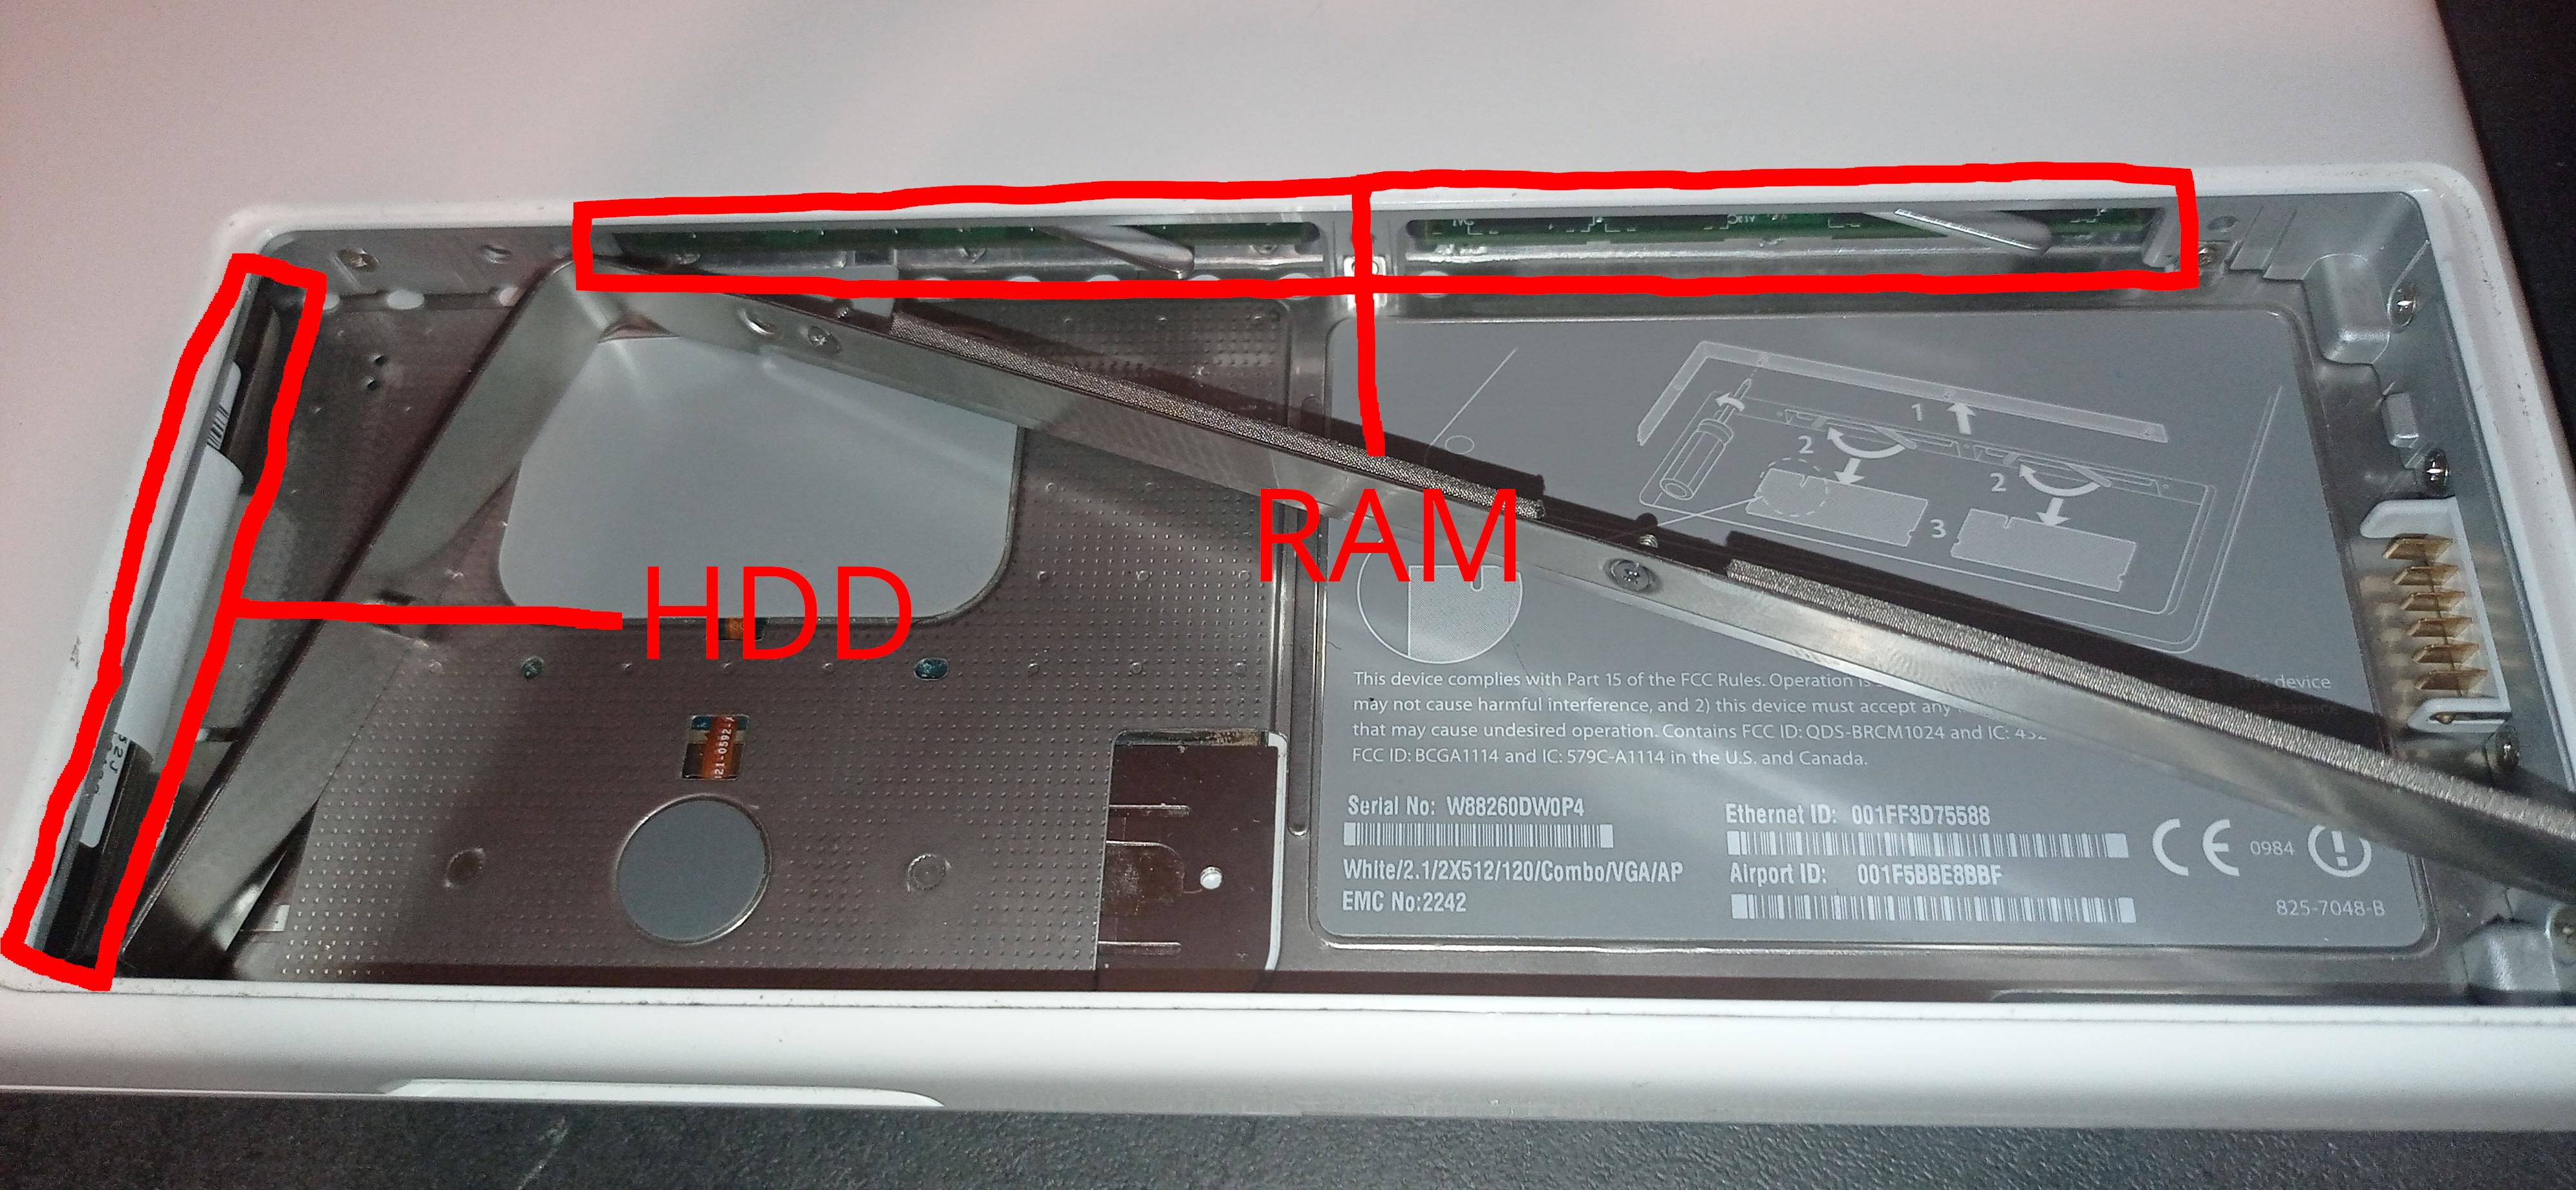 1
2
2
3
RAM
HDD
This device complies with Part 15 of the FCC Rules. Operation is device
may not cause harmful interference, and 2) this device must accept any
that may cause undesired operation. Contains FCC ID: QDS-BRCM1024 and IC:
FCC ID: BCGA1114 and IC: 579C-A1114 in the U.S. and Canada.
821-0592
Serial No: W88260DW0P4
Ethernet ID: 001FF3D75588
CE 0984
White/2.1/2X512/120/Combo/VGA/AP
Airport ID: 001F5BBE8BBF
EMC No:2242
825-7048-B